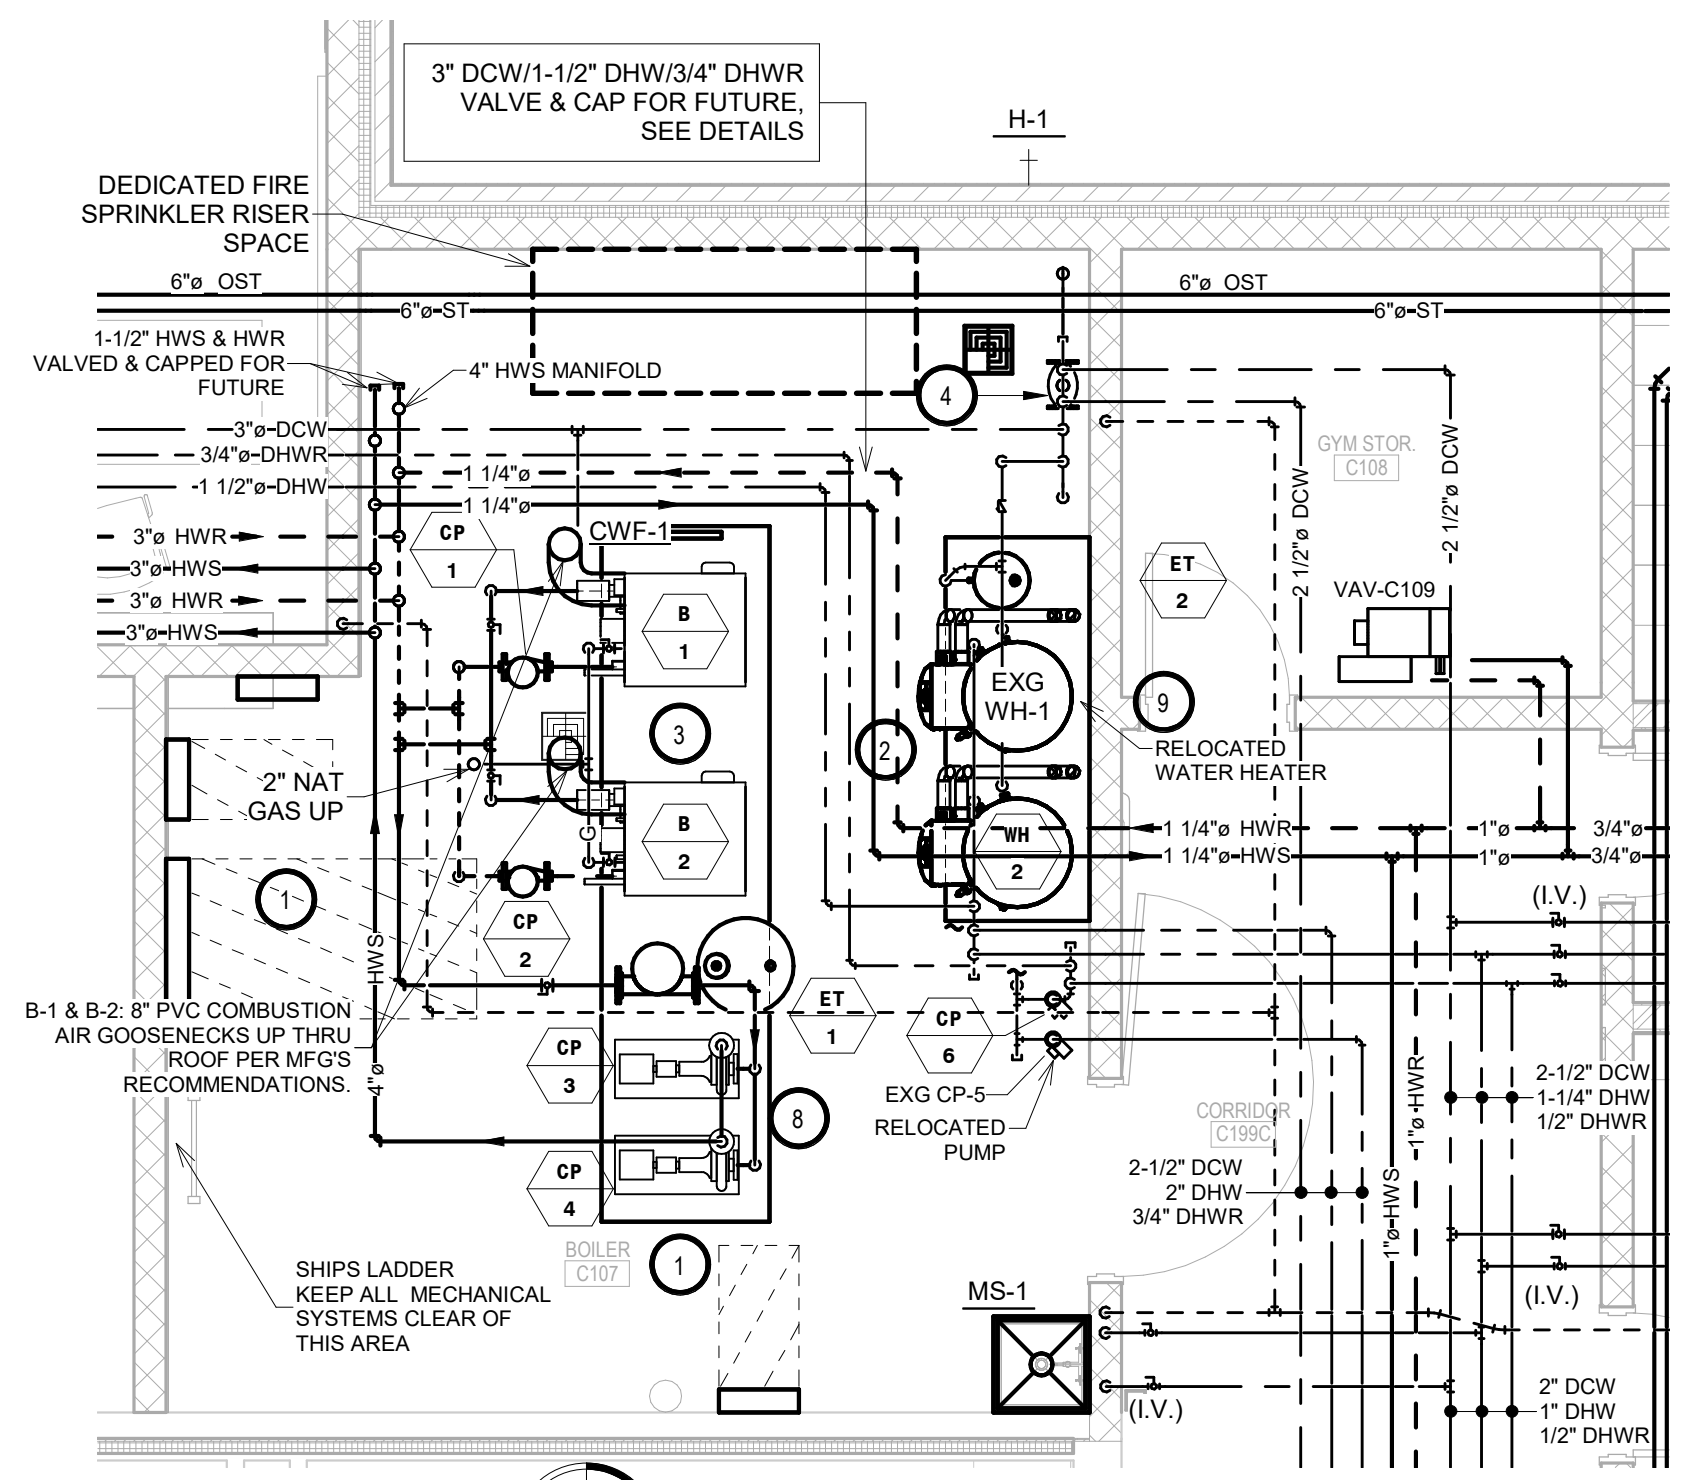 3" DCW/1-1/2" DHW/3/4" DHWR
VALVE & CAP FOR FUTURE,
SEE DETAILS
H-1
DEDICATED FIRE
SPRINKLER RISER
SPACE
6"ø OST
6"ø OST
6"ø ST
6"ø ST
1-1/2" HWS & HWR
VALVED & CAPPED FOR
FUTURE
4" HWS MANIFOLD
4
3"ø DCW
3/4"ø DHWR
1 1/4"ø
1 1/2"ø DHW
1 1/4"ø
GYM STOR.
C108
2 1/2"ø DCW
2 1/2"ø DCW
CP
1
CWF-1
3"ø HWR
3"ø HWS
3"ø HWR
3"ø HWS
ET
2
VAV-C109
B
1
EXG
WH-1
9
3
2
RELOCATED
WATER HEATER
2" NAT
GAS UP
G
B
2
WH
2
1 1/4"ø HWR
1"ø
3/4"ø
1 1/4"ø HWS
1"ø
3/4"ø
1
(I.V.)
CP
2
4"ø
HWS
B-1 & B-2: 8" PVC COMBUSTION
AIR GOOSENECKS UP THRU
ROOF PER MFG'S
RECOMMENDATIONS.
ET
1
CP
6
CP
3
EXG CP-5
RELOCATED
PUMP
8
CORRIDOR
C199C
1"ø HWR
1"ø HWS
2-1/2" DCW
1-1/4" DHW
1/2" DHWR
2-1/2" DCW
2" DHW
3/4" DHWR
CP
4
BOILER
C107
1
SHIPS LADDER
KEEP ALL MECHANICAL
SYSTEMS CLEAR OF
THIS AREA
MS-1
(I.V.)
(I.V.)
2" DCW
1" DHW
1/2" DHWR